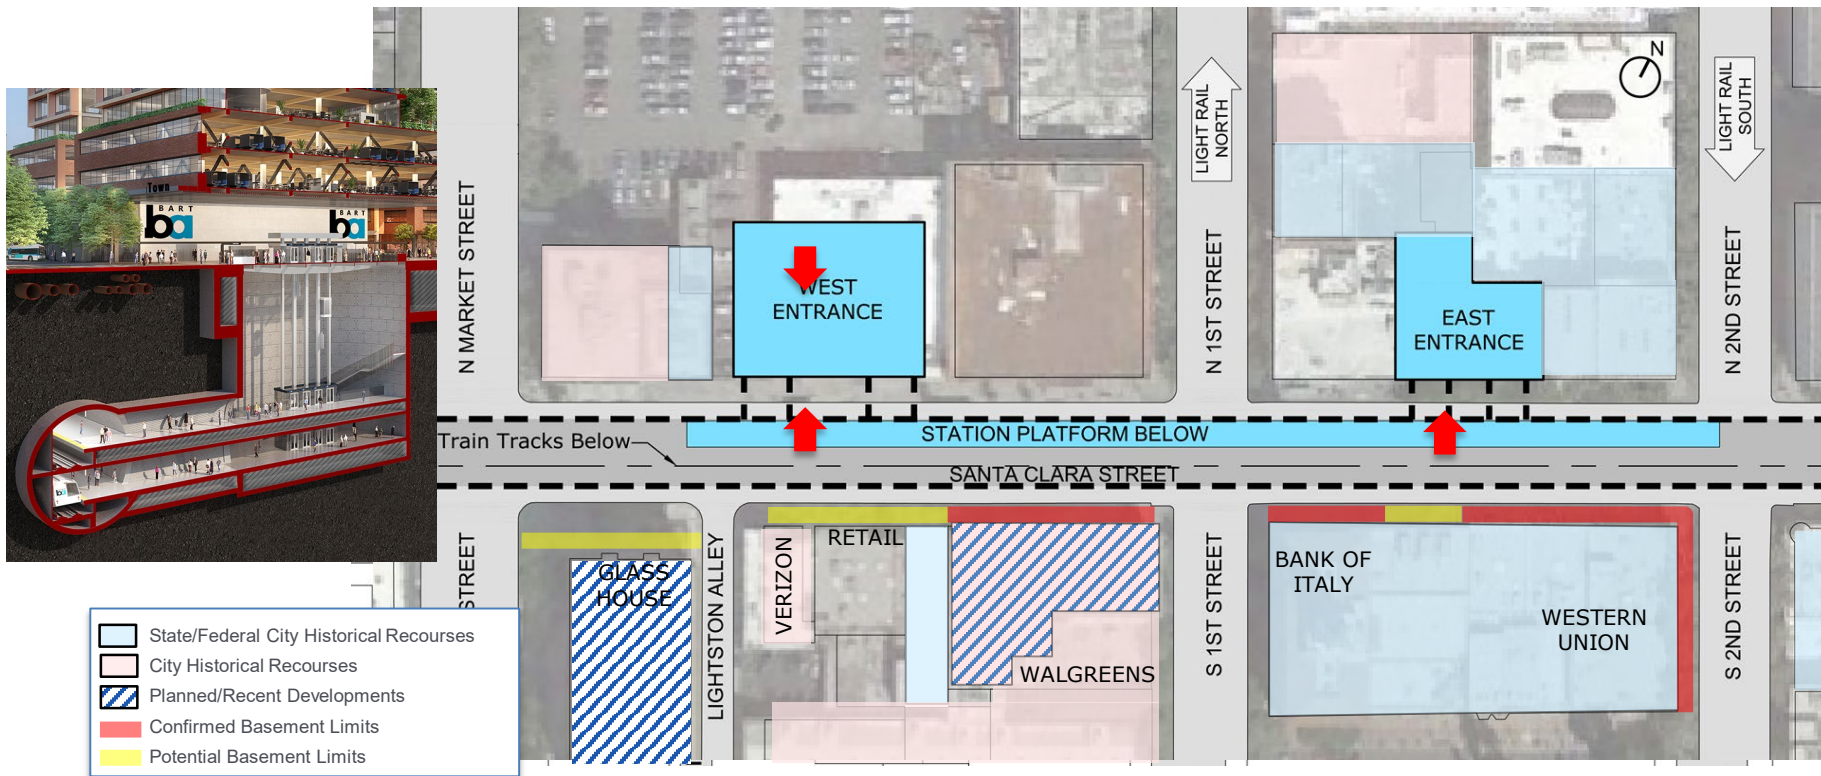 Town
BART
ba
BART
ba
ba
N MARKET STREET
N 1ST STREET
N 2ND STREET
LIGHT RAIL
NORTH
LIGHT RAIL
SOUTH
N
WEST
ENTRANCE
EAST
ENTRANCE
Train Tracks Below
STATION PLATFORM BELOW
SANTA CLARA STREET
STREET
GLASS
HOUSE
LIGHTSTON ALLEY
VERIZON
RETAIL
WALGREENS
S 1ST STREET
BANK OF
ITALY
WESTERN
UNION
S 2ND STREET
State/Federal City Historical Recourses
City Historical Recourses
Planned/Recent Developments
Confirmed Basement Limits
Potential Basement Limits